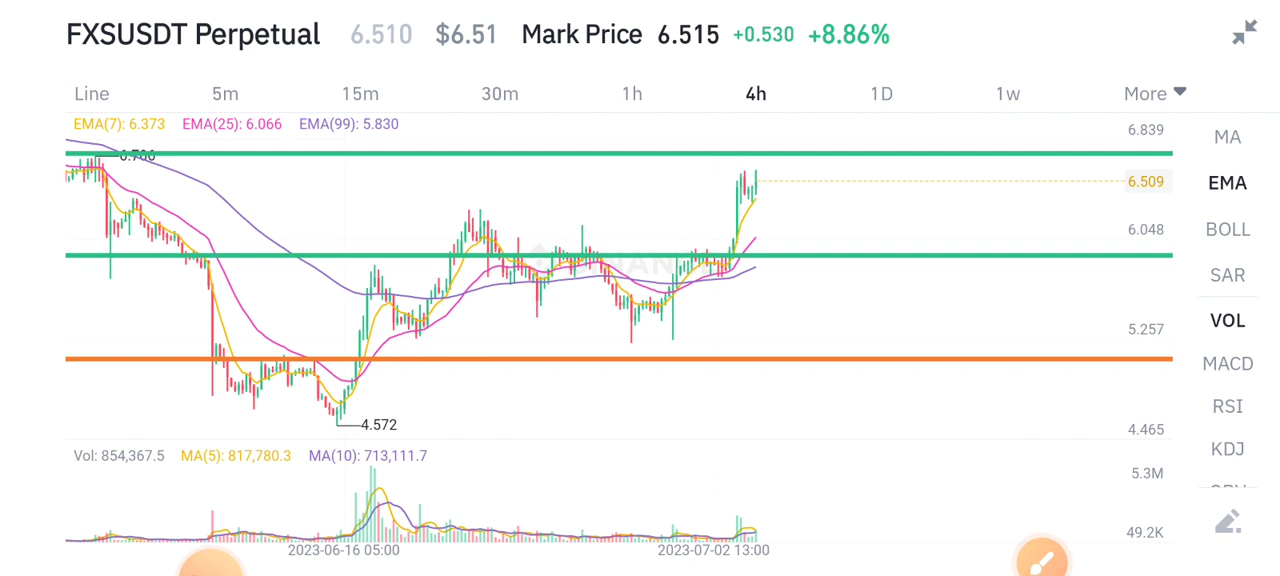 FXSUSDT Perpetual 6.510 $6.51 Mark Price 6.515 +0.530 +8.86%
Line 5m 15m 30m 1h 4h 1D 1w More
EMA(7): 6.373 EMA(25): 6.066 EMA(99): 5.830
6.839
MA
6.706
6.509
EMA
6.048
BOLL
SAR
VOL
5.257
MACD
RSI
4.572
4.465
KDJ
Vol: 854,367.5 MA(5): 817,780.3 MA(10): 713,111.7
5.3M
49.2K
2023-06-16 05:00 2023-07-02 13:00